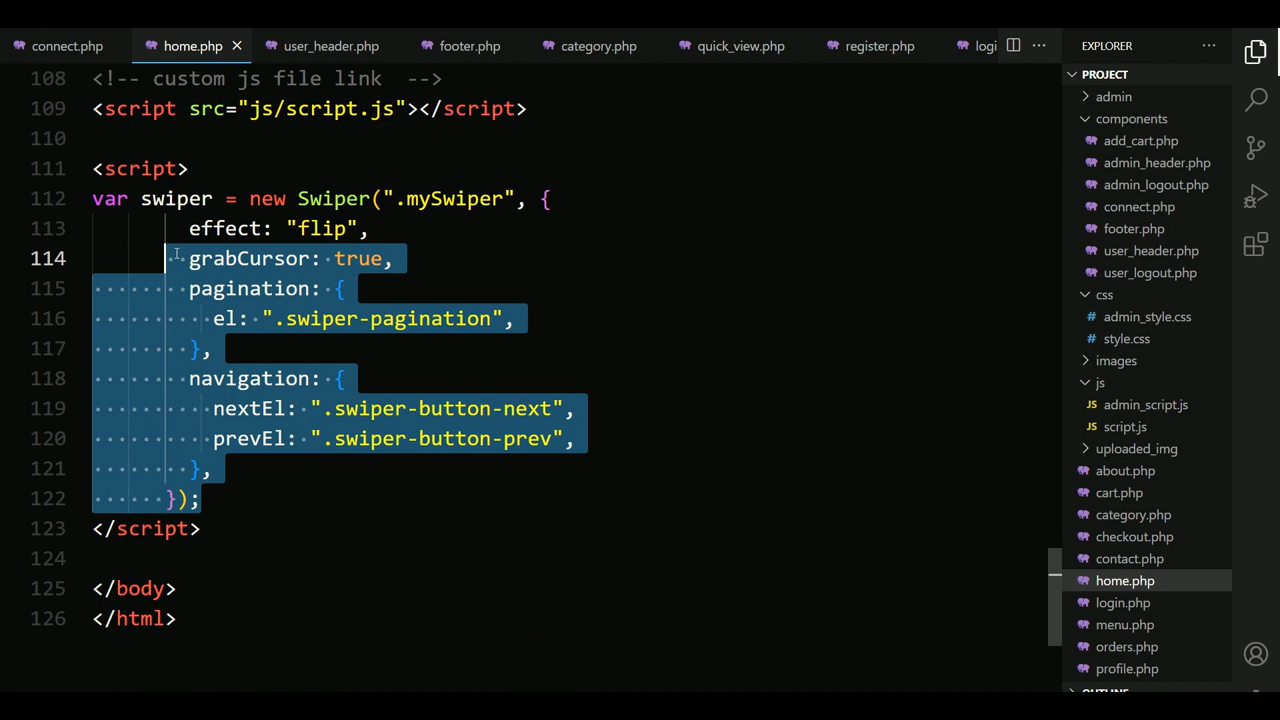 connect.php home.php user_header.php footer.php category.php quick_view.php register.php logi
EXPLORER
108 <!-- custom js file link -->
109 <script src="js/script.js"></script>
110
111 <script>
112 var swiper = new Swiper(".mySwiper", {
113 effect: "flip",
114 grabCursor: true,
115 pagination: {
116 el: ".swiper-pagination",
117 },
118 navigation: {
119 nextEl: ".swiper-button-next",
120 prevEl: ".swiper-button-prev",
121 },
122 });
123 </script>
124
125 </body>
126 </html>
PROJECT
admin
components
add_cart.php
admin_header.php
admin_logout.php
connect.php
footer.php
user_header.php
user_logout.php
css
admin_style.css
style.css
images
js
JS admin_script.js
JS script.js
uploaded_img
about.php
cart.php
category.php
checkout.php
contact.php
home.php
login.php
menu.php
orders.php
profile.php
OUTLINE